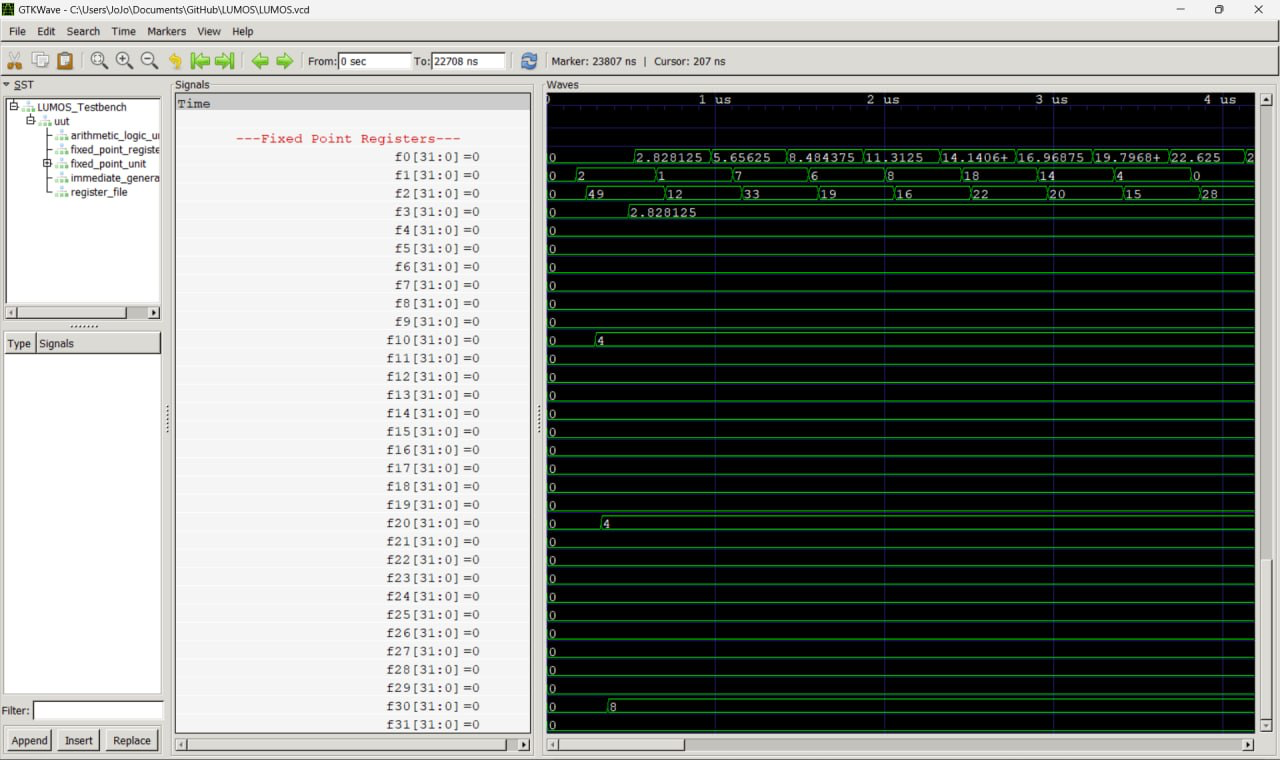 GTKWave - C:\Users\JoJo\Documents\GitHub\LUMOS\LUMOS.vcd
File Edit Search Time Markers View Help
From: 0 sec To: 22708 ns Marker: 23807 ns | Cursor: 207 ns
SST
LUMOS_Testbench
uut
arithmetic_logic_u
fixed_point_registe
fixed_point_unit
immediate_genera
register_file
Type Signals
Filter:
Append Insert Replace
Signals
Time
---Fixed Point Registers---
f0[31:0]=0
f1[31:0]=0
f2[31:0]=0
f3[31:0]=0
f4[31:0]=0
f5[31:0]=0
f6[31:0]=0
f7[31:0]=0
f8[31:0]=0
f9[31:0]=0
f10[31:0]=0
f11[31:0]=0
f12[31:0]=0
f13[31:0]=0
f14[31:0]=0
f15[31:0]=0
f16[31:0]=0
f17[31:0]=0
f18[31:0]=0
f19[31:0]=0
f20[31:0]=0
f21[31:0]=0
f22[31:0]=0
f23[31:0]=0
f24[31:0]=0
f25[31:0]=0
f26[31:0]=0
f27[31:0]=0
f28[31:0]=0
f29[31:0]=0
f30[31:0]=0
f31[31:0]=0
Waves
0 1 us 2 us 3 us 4 us
0 2.828125 5.65625 8.484375 11.3125 14.1406+ 16.96875 19.7968+ 22.625 2
0 2 1 7 6 8 18 14 4 0
0 49 12 33 19 16 22 20 15 28
0 2.828125
0
0
0
0
0
0
0 4
0
0
0
0
0
0
0
0
0
0 4
0
0
0
0
0
0
0
0
0
0 8
0